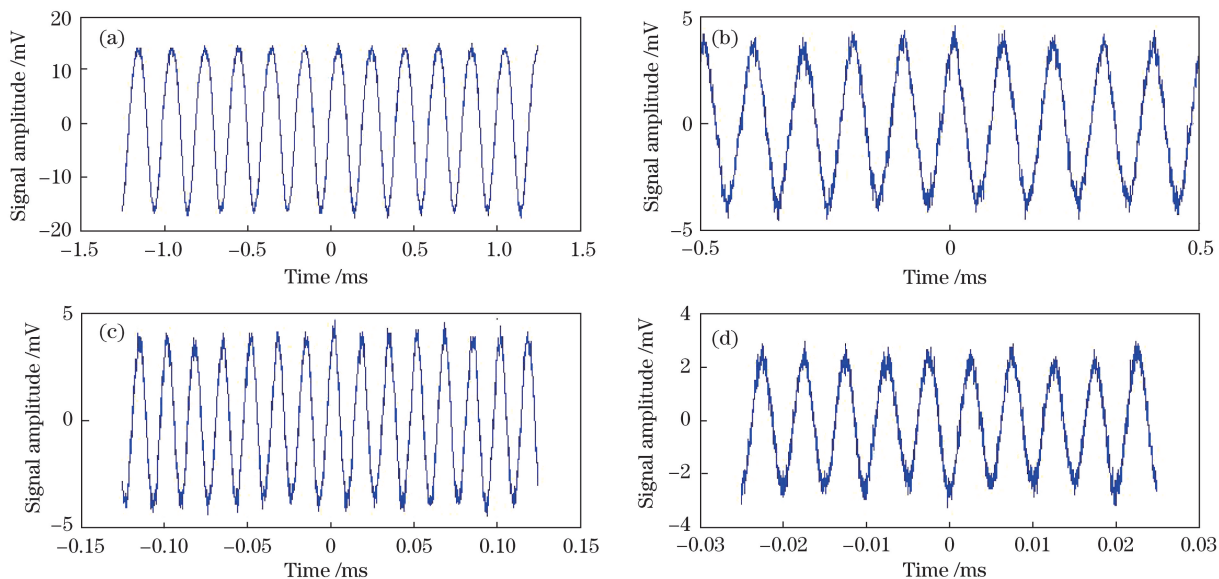 (a)
Signal amplitude /mV
20
10
0
−10
−20
−1.5 −1.0 −0.5 0 0.5 1.0 1.5
Time /ms
(b)
Signal amplitude /mV
5
0
−5
−0.5 0 0.5
Time /ms
(c)
Signal amplitude /mV
5
0
−5
−0.15 −0.10 −0.05 0 0.05 0.10 0.15
Time /ms
(d)
Signal amplitude /mV
4
2
0
−2
−4
−0.03 −0.02 −0.01 0 0.01 0.02 0.03
Time /ms